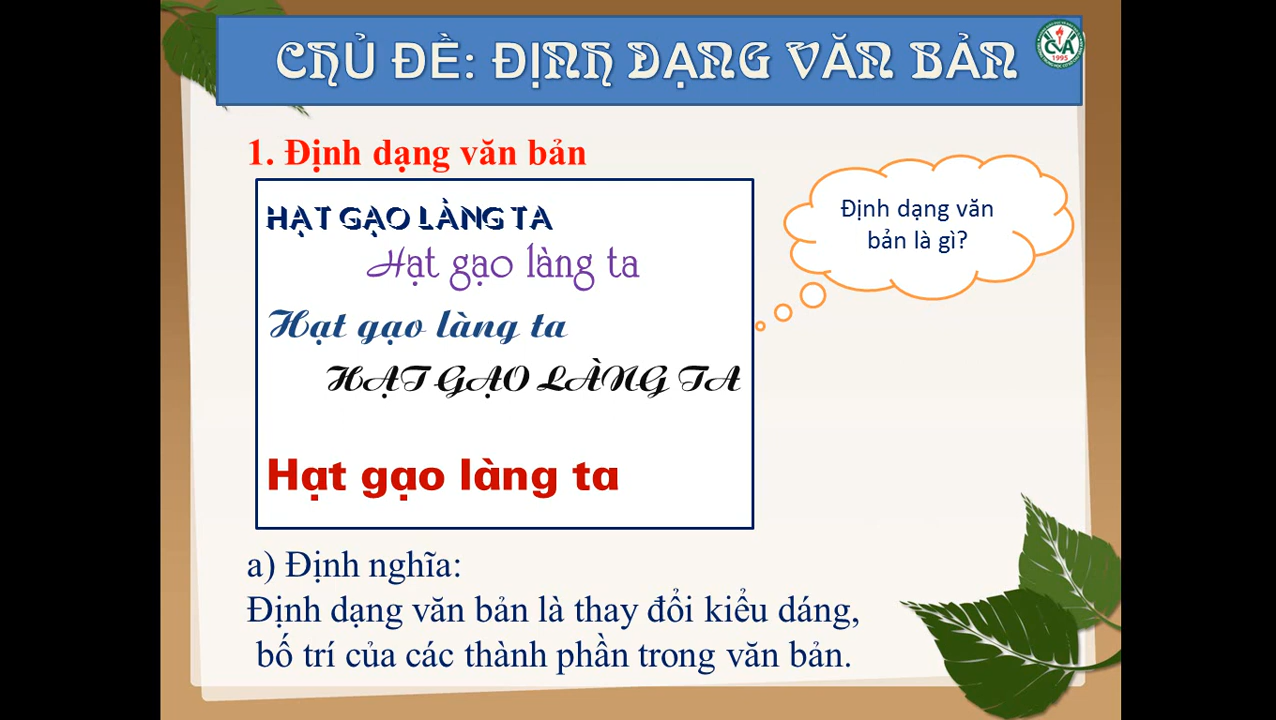 CHỦ ĐỀ: ĐỊNH DẠNG VĂN BẢN
CVA
1995
1. Định dạng văn bản
HẠT GẠO LÀNG TA
Hạt gạo làng ta
Hạt gạo làng ta
HẠT GẠO LÀNG TA
Hạt gạo làng ta
Định dạng văn
bản là gì?
a) Định nghĩa:
Định dạng văn bản là thay đổi kiểu dáng,
bố trí của các thành phần trong văn bản.